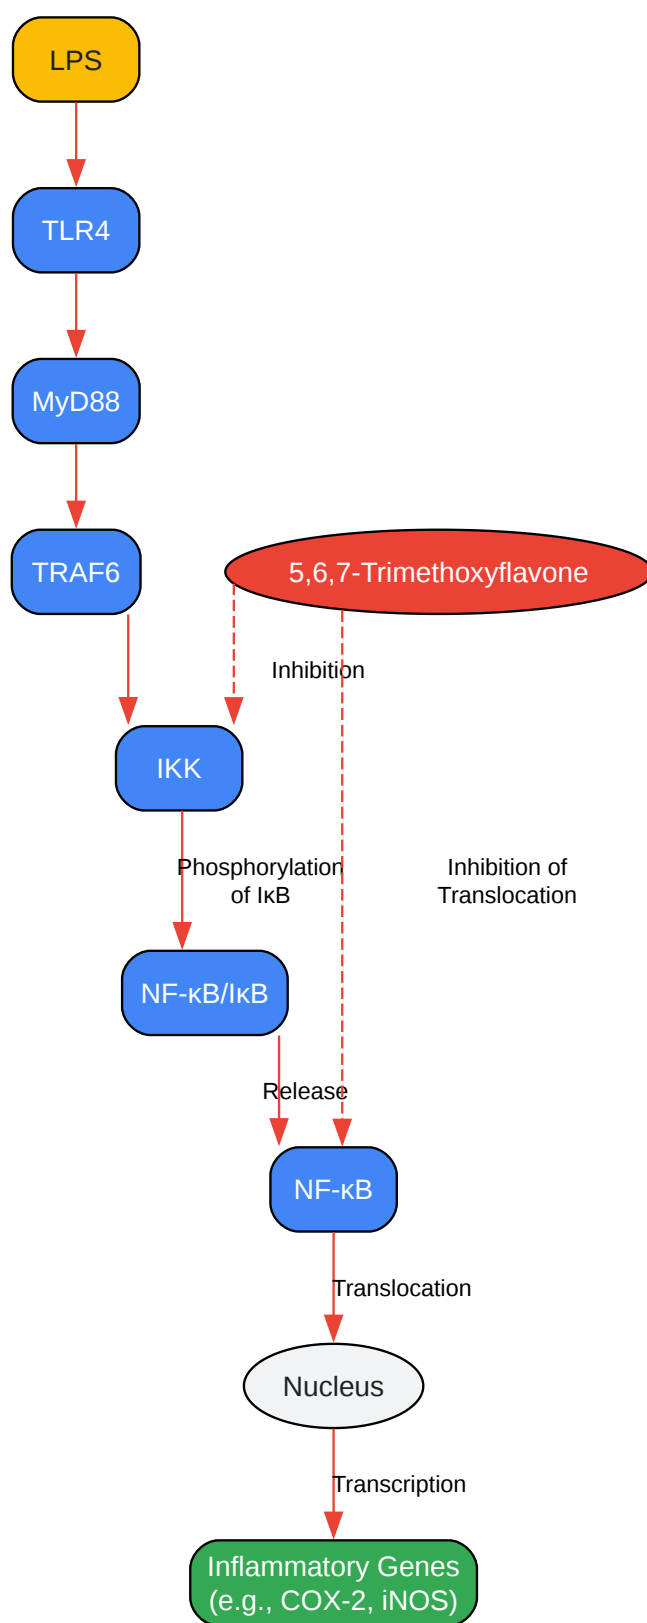 LPS
TLR4
MyD88
TRAF6
5,6,7-Trimethoxyflavone
Inhibition
IKK
Phosphorylation
of IκB
Inhibition of
Translocation
NF-κB/IκB
Release
NF-κB
Translocation
Nucleus
Transcription
Inflammatory Genes
(e.g., COX-2, iNOS)